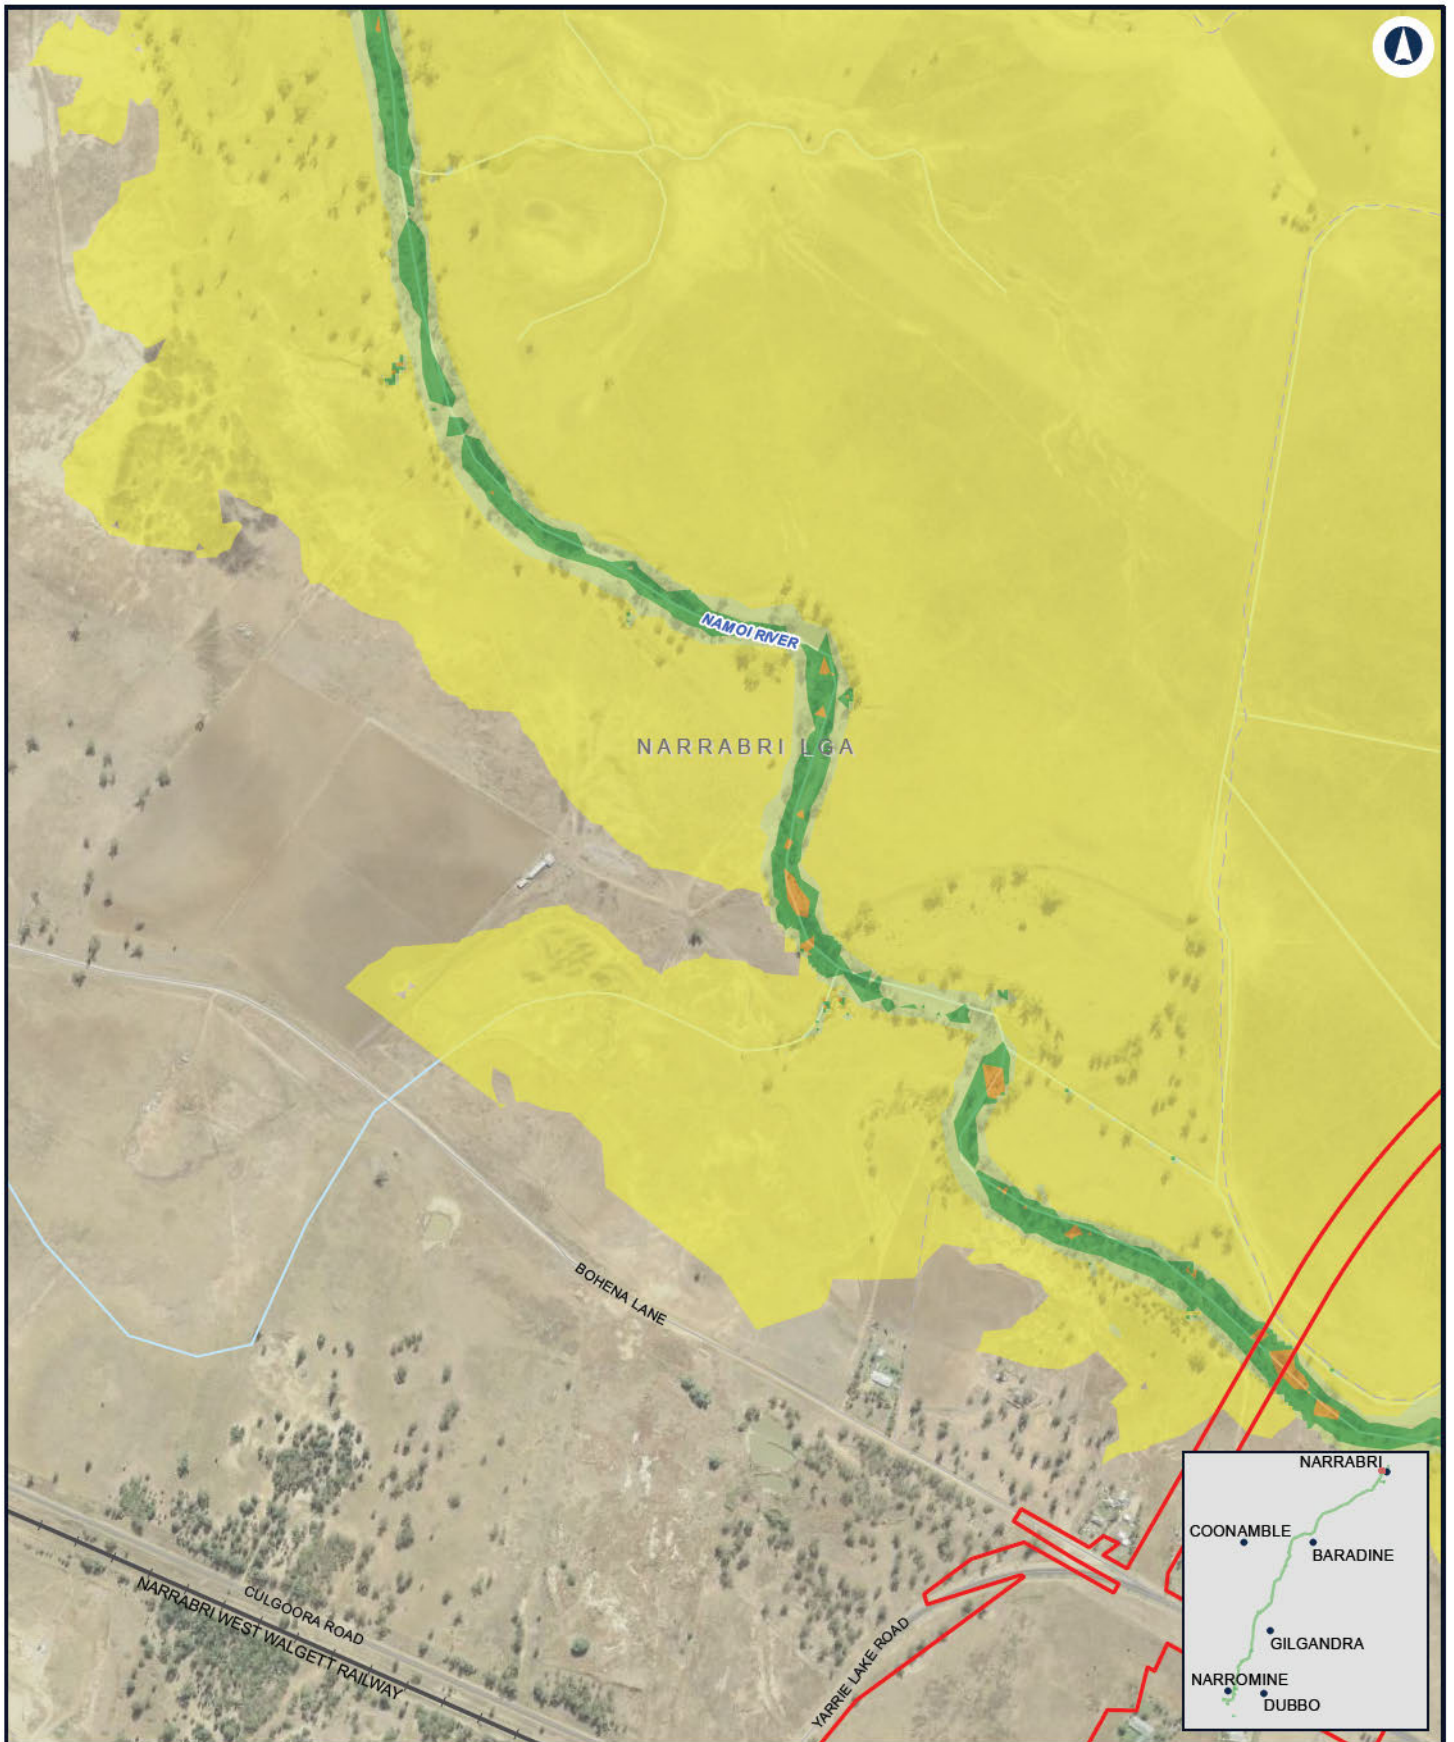 NAMOI RIVER
NARRABRI LGA
BOHENA LANE
NARRABRI
COONAMBLE
BARADINE
CULGOORA ROAD
NARRABRI WEST WALGETT RAILWAY
YARRIE LAKE ROAD
GILGANDRA
NARROMINE
DUBBO